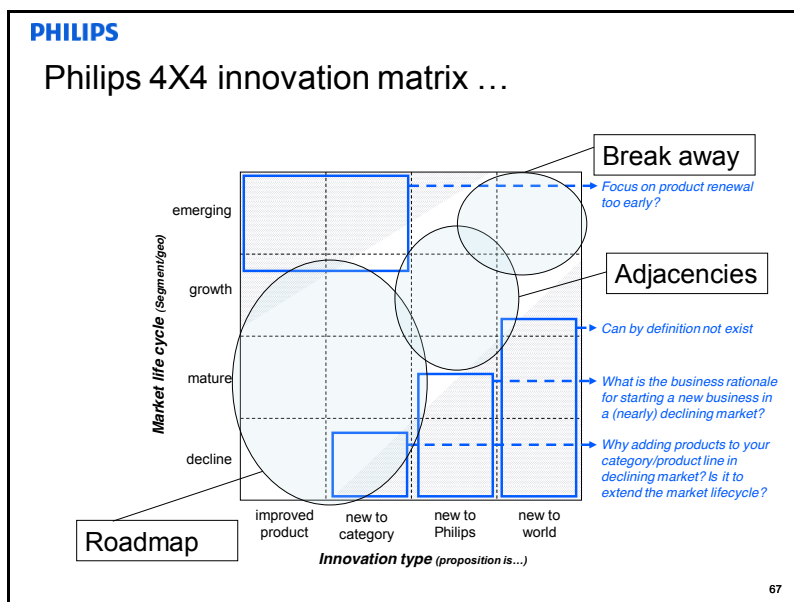 PHILIPS
Philips 4X4 innovation matrix …
Break away
Focus on product renewal
too early?
emerging
Adjacencies
growth
Can by definition not exist
Market life cycle (Segment/geo)
mature
What is the business rationale
for starting a new business in
a (nearly) declining market?
decline
Why adding products to your
category/product line in
declining market? Is it to
extend the market lifecycle?
improved
product
new to
category
new to
Philips
new to
world
Roadmap
Innovation type (proposition is…)
67